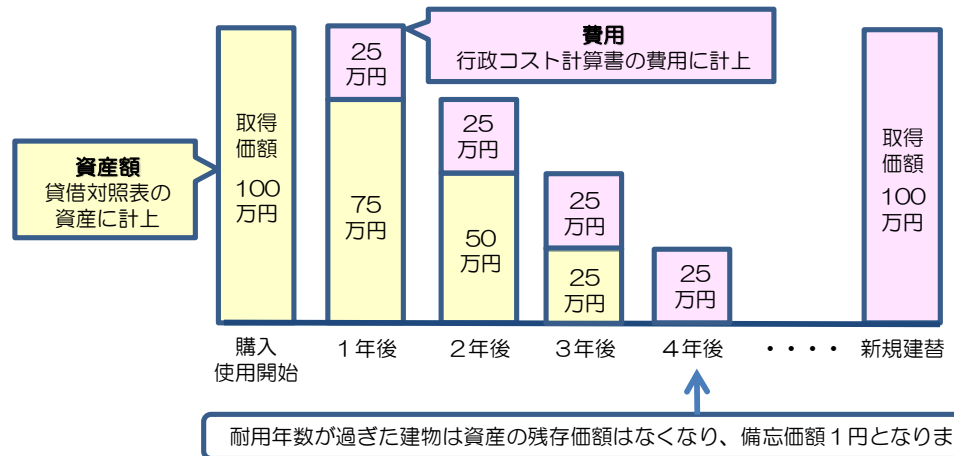 費用
行政コスト計算書の費用に計上
資産額
貸借対照表の
資産に計上
取得
価額
100
万円
25
万円
75
万円
25
万円
50
万円
25
万円
25
万円
25
万円
取得
価額
100
万円
購入
使用開始
1年後
2年後
3年後
4年後
・・・・
新規建替
耐用年数が過ぎた建物は資産の残存価額はなくなり、備忘価額1円となりま